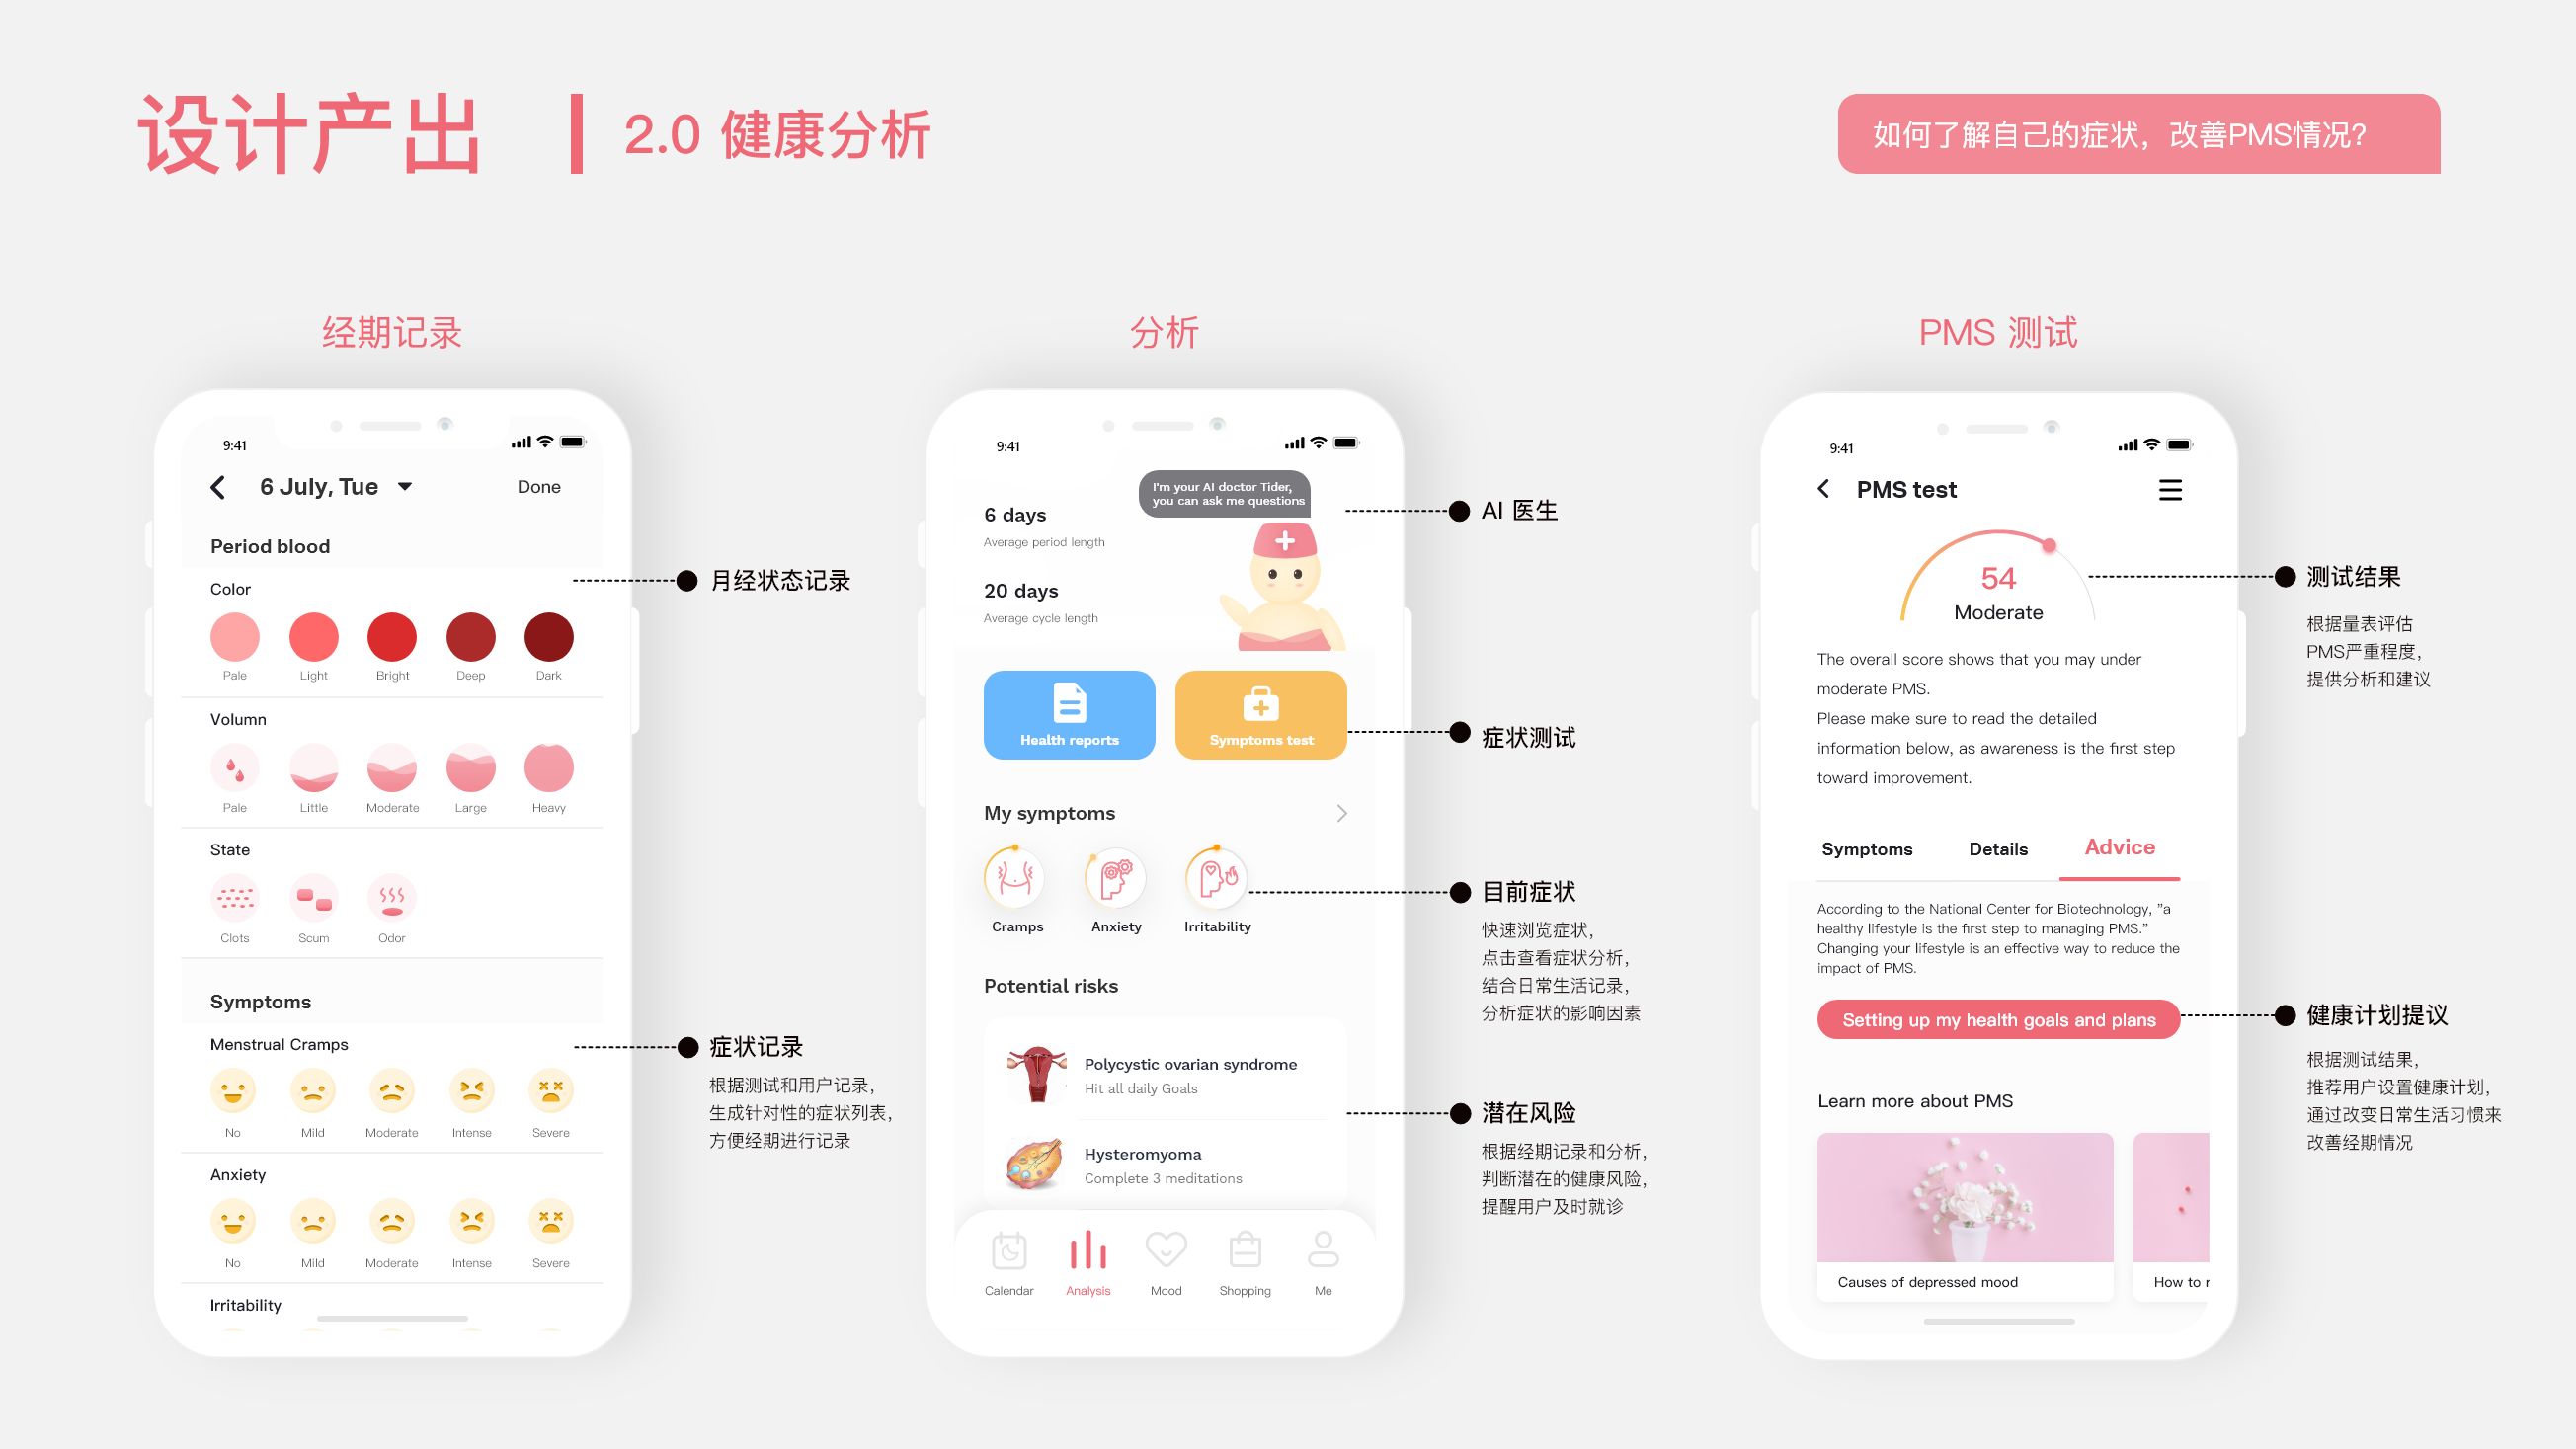 设计产出
2.0 健康分析
如何了解自己的症状，改善PMS情况？
经期记录
9:41
6 July, Tue
Done
Period blood
Color
Pale
Light
Bright
Deep
Dark
Volumn
Pale
Little
Moderate
Large
Heavy
State
Clots
Scum
Odor
Symptoms
Menstrual Cramps
No
Mild
Moderate
Intense
Severe
Anxiety
No
Mild
Moderate
Intense
Severe
Irritability
月经状态记录
症状记录
根据测试和用户记录，
生成针对性的症状列表，
方便经期进行记录
分析
9:41
I'm your AI doctor Tider,
you can ask me questions
6 days
Average period length
20 days
Average cycle length
Health reports
Symptoms test
My symptoms
Cramps
Anxiety
Irritability
Potential risks
Polycystic ovarian syndrome
Hit all daily Goals
Hysteromyoma
Complete 3 meditations
Calendar
Analysis
Mood
Shopping
Me
AI 医生
症状测试
目前症状
快速浏览症状，
点击查看症状分析，
结合日常生活记录，
分析症状的影响因素
潜在风险
根据经期记录和分析，
判断潜在的健康风险，
提醒用户及时就诊
PMS 测试
9:41
PMS test
54
Moderate
The overall score shows that you may under
moderate PMS.
Please make sure to read the detailed
information below, as awareness is the first step
toward improvement.
Symptoms
Details
Advice
According to the National Center for Biotechnology, "a
healthy lifestyle is the first step to managing PMS."
Changing your lifestyle is an effective way to reduce the
impact of PMS.
Setting up my health goals and plans
Learn more about PMS
Causes of depressed mood
How to r
测试结果
根据量表评估
PMS严重程度，
提供分析和建议
健康计划提议
根据测试结果，
推荐用户设置健康计划，
通过改变日常生活习惯来
改善经期情况